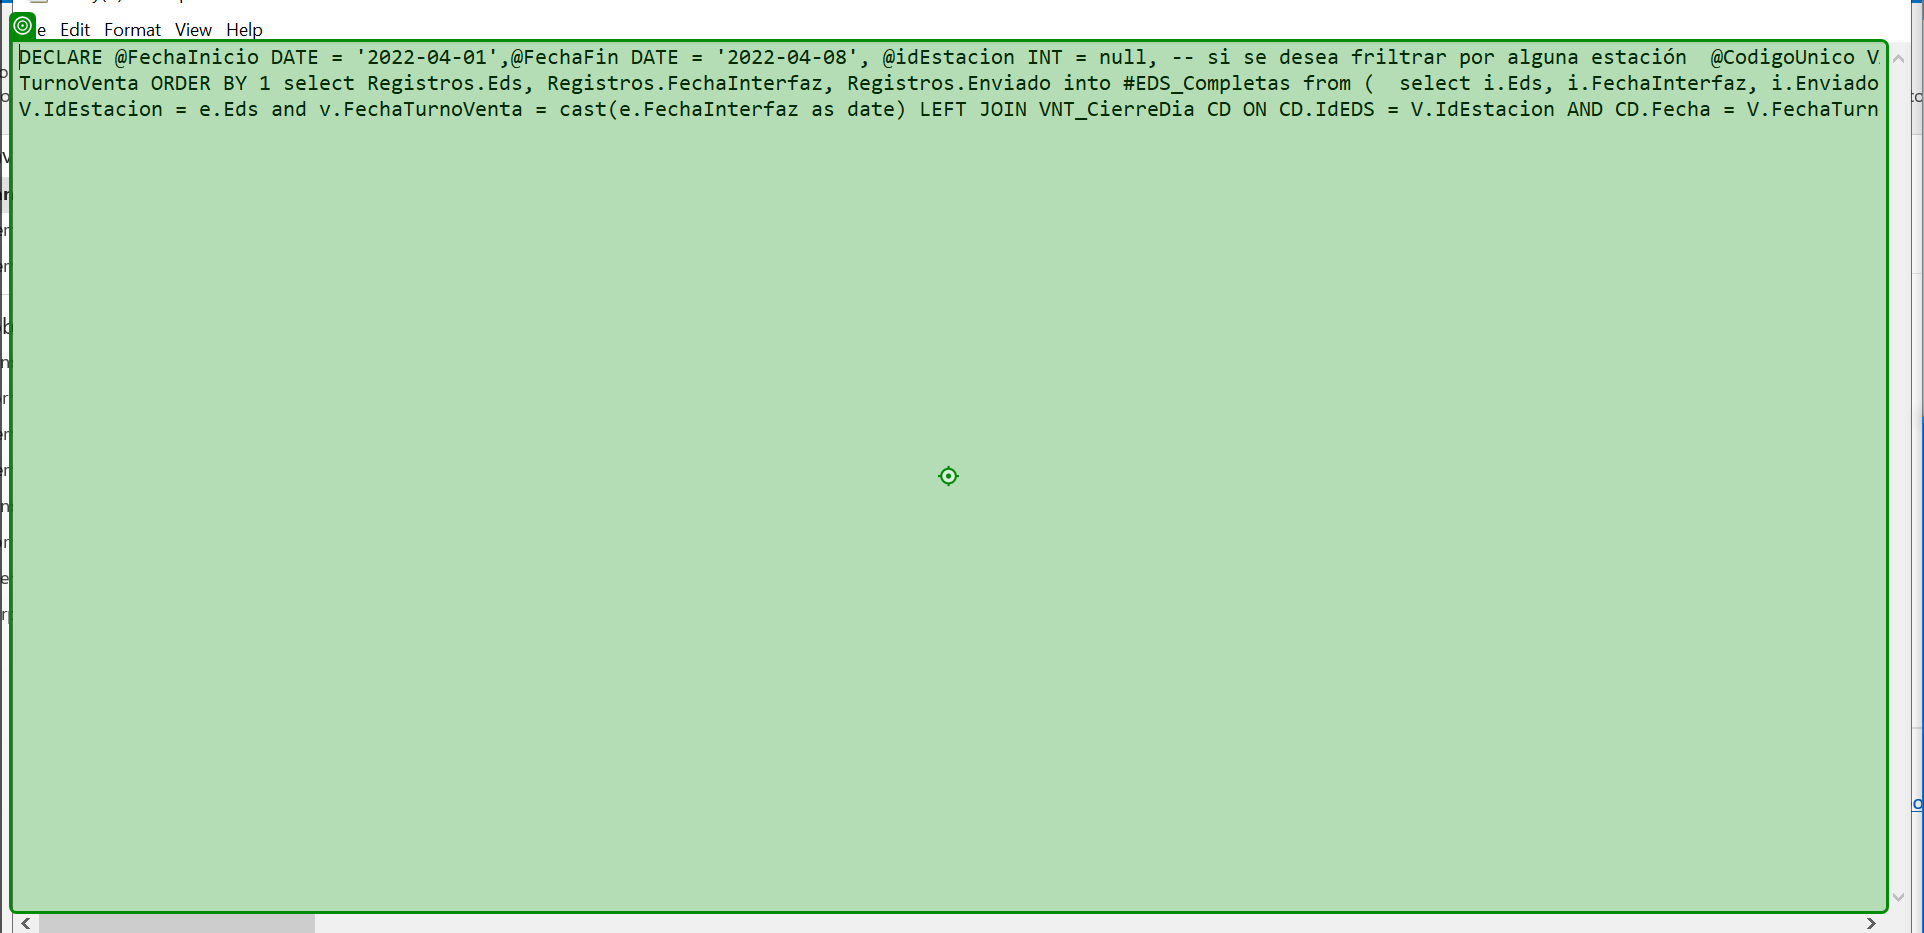 Edit Format View Help
DECLARE @FechaInicio DATE = '2022-04-01',@FechaFin DATE = '2022-04-08', @idEstacion INT = null, -- si se desea friltrar por alguna estación  @CodigoUnico V
TurnoVenta ORDER BY 1 select Registros.Eds, Registros.FechaInterfaz, Registros.Enviado into #EDS_Completas from (  select i.Eds, i.FechaInterfaz, i.Enviado
V.IdEstacion = e.Eds and v.FechaTurnoVenta = cast(e.FechaInterfaz as date) LEFT JOIN VNT_CierreDia CD ON CD.IdEDS = V.IdEstacion AND CD.Fecha = V.FechaTurn